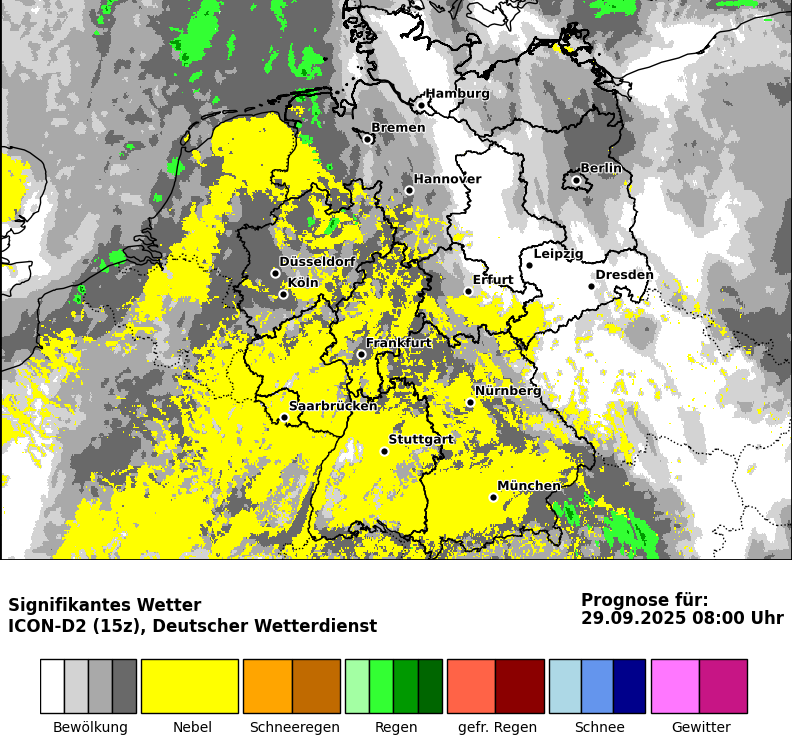 Hamburg
Bremen
Berlin
Hannover
Leipzig
Düsseldorf
Dresden
Köln
Erfurt
Frankfurt
Nürnberg
Saarbrücken
Stuttgart
München
Signifikantes Wetter
ICON-D2 (15z), Deutscher Wetterdienst
Prognose für:
29.09.2025 08:00 Uhr
Bewölkung Nebel Schneeregen Regen gefr. Regen Schnee Gewitter